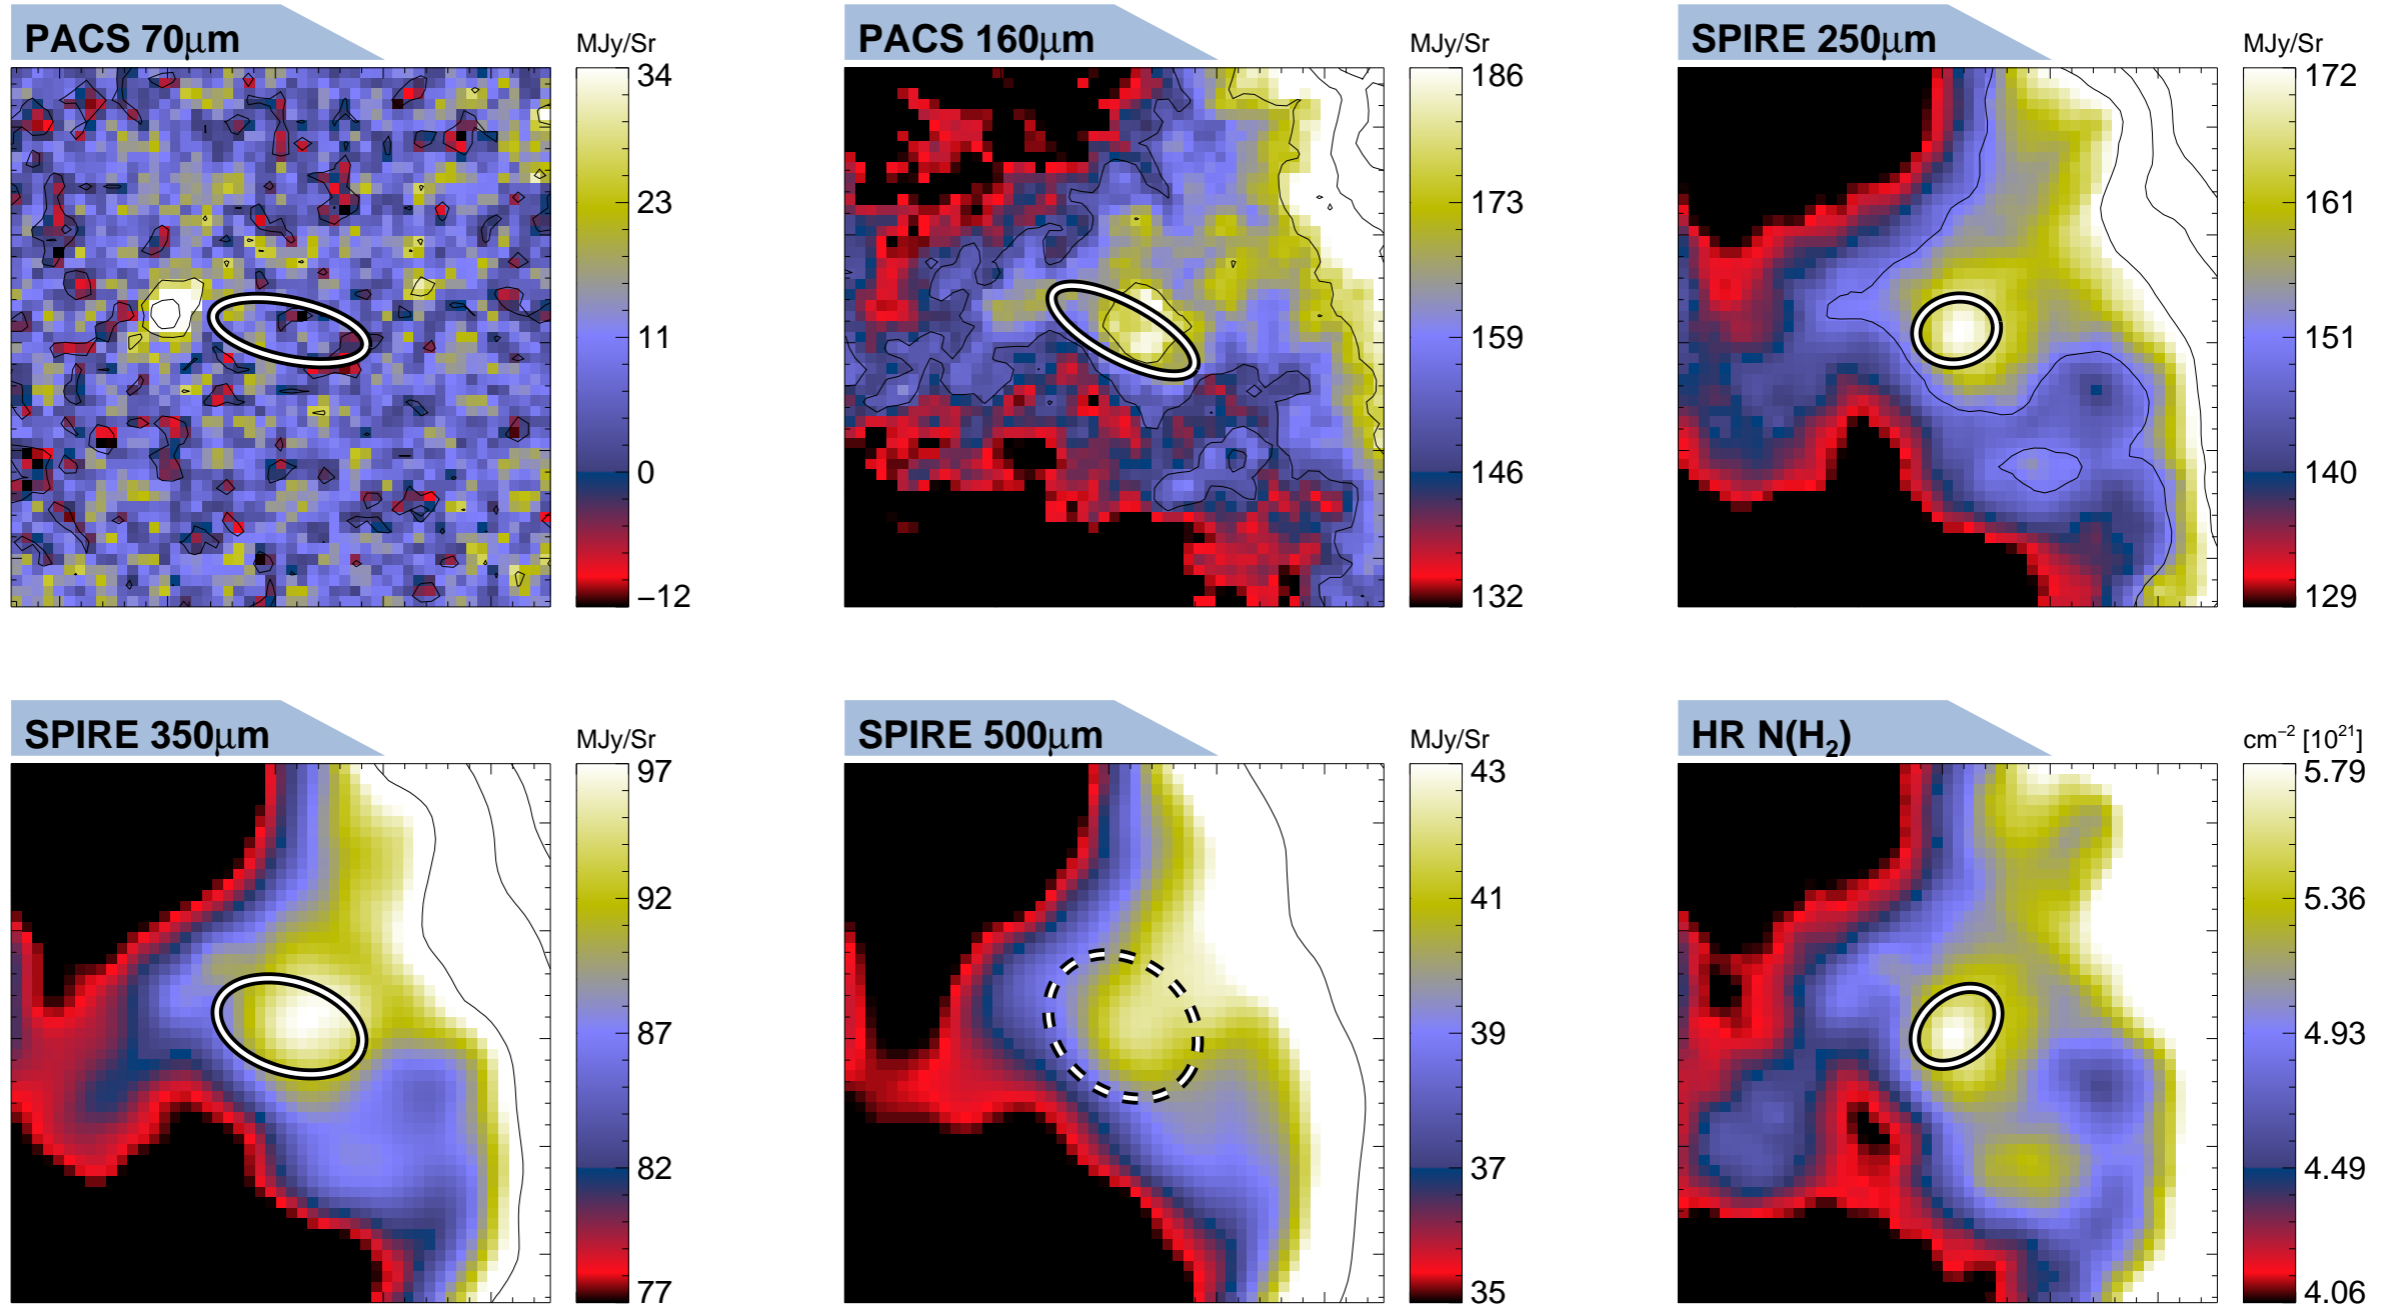 PACS 70μm
MJy/Sr
34
23
11
0
−12
PACS 160μm
MJy/Sr
186
173
159
146
132
SPIRE 250μm
MJy/Sr
172
161
151
140
129
SPIRE 350μm
MJy/Sr
97
92
87
82
77
SPIRE 500μm
MJy/Sr
43
41
39
37
35
HR N(H₂)
cm⁻² [10²¹]
5.79
5.36
4.93
4.49
4.06